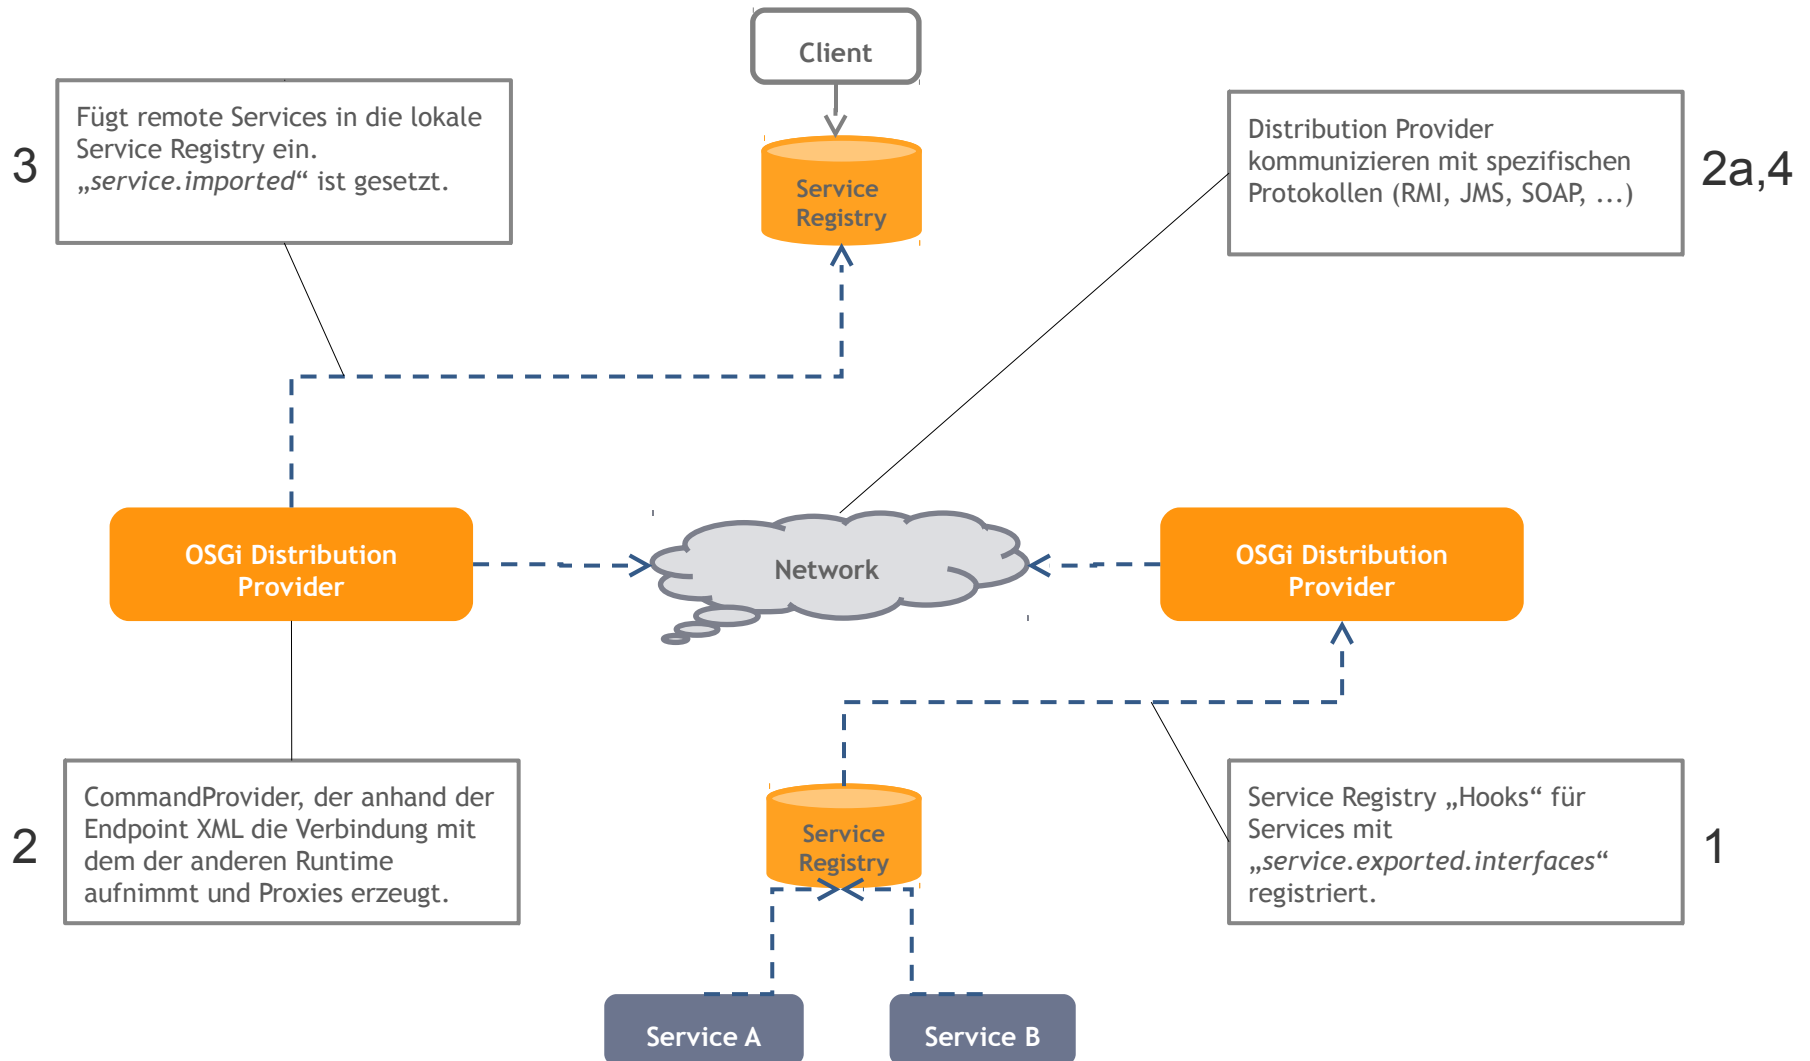 Client
3
Fügt remote Services in die lokale
Service Registry ein.
„service.imported“ ist gesetzt.
Service
Registry
Distribution Provider
kommunizieren mit spezifischen
Protokollen (RMI, JMS, SOAP, ...)
2a,4
OSGi Distribution
Provider
Network
OSGi Distribution
Provider
2
CommandProvider, der anhand der
Endpoint XML die Verbindung mit
dem der anderen Runtime
aufnimmt und Proxies erzeugt.
Service
Registry
Service Registry „Hooks“ für
Services mit
„service.exported.interfaces“
registriert.
1
Service A
Service B